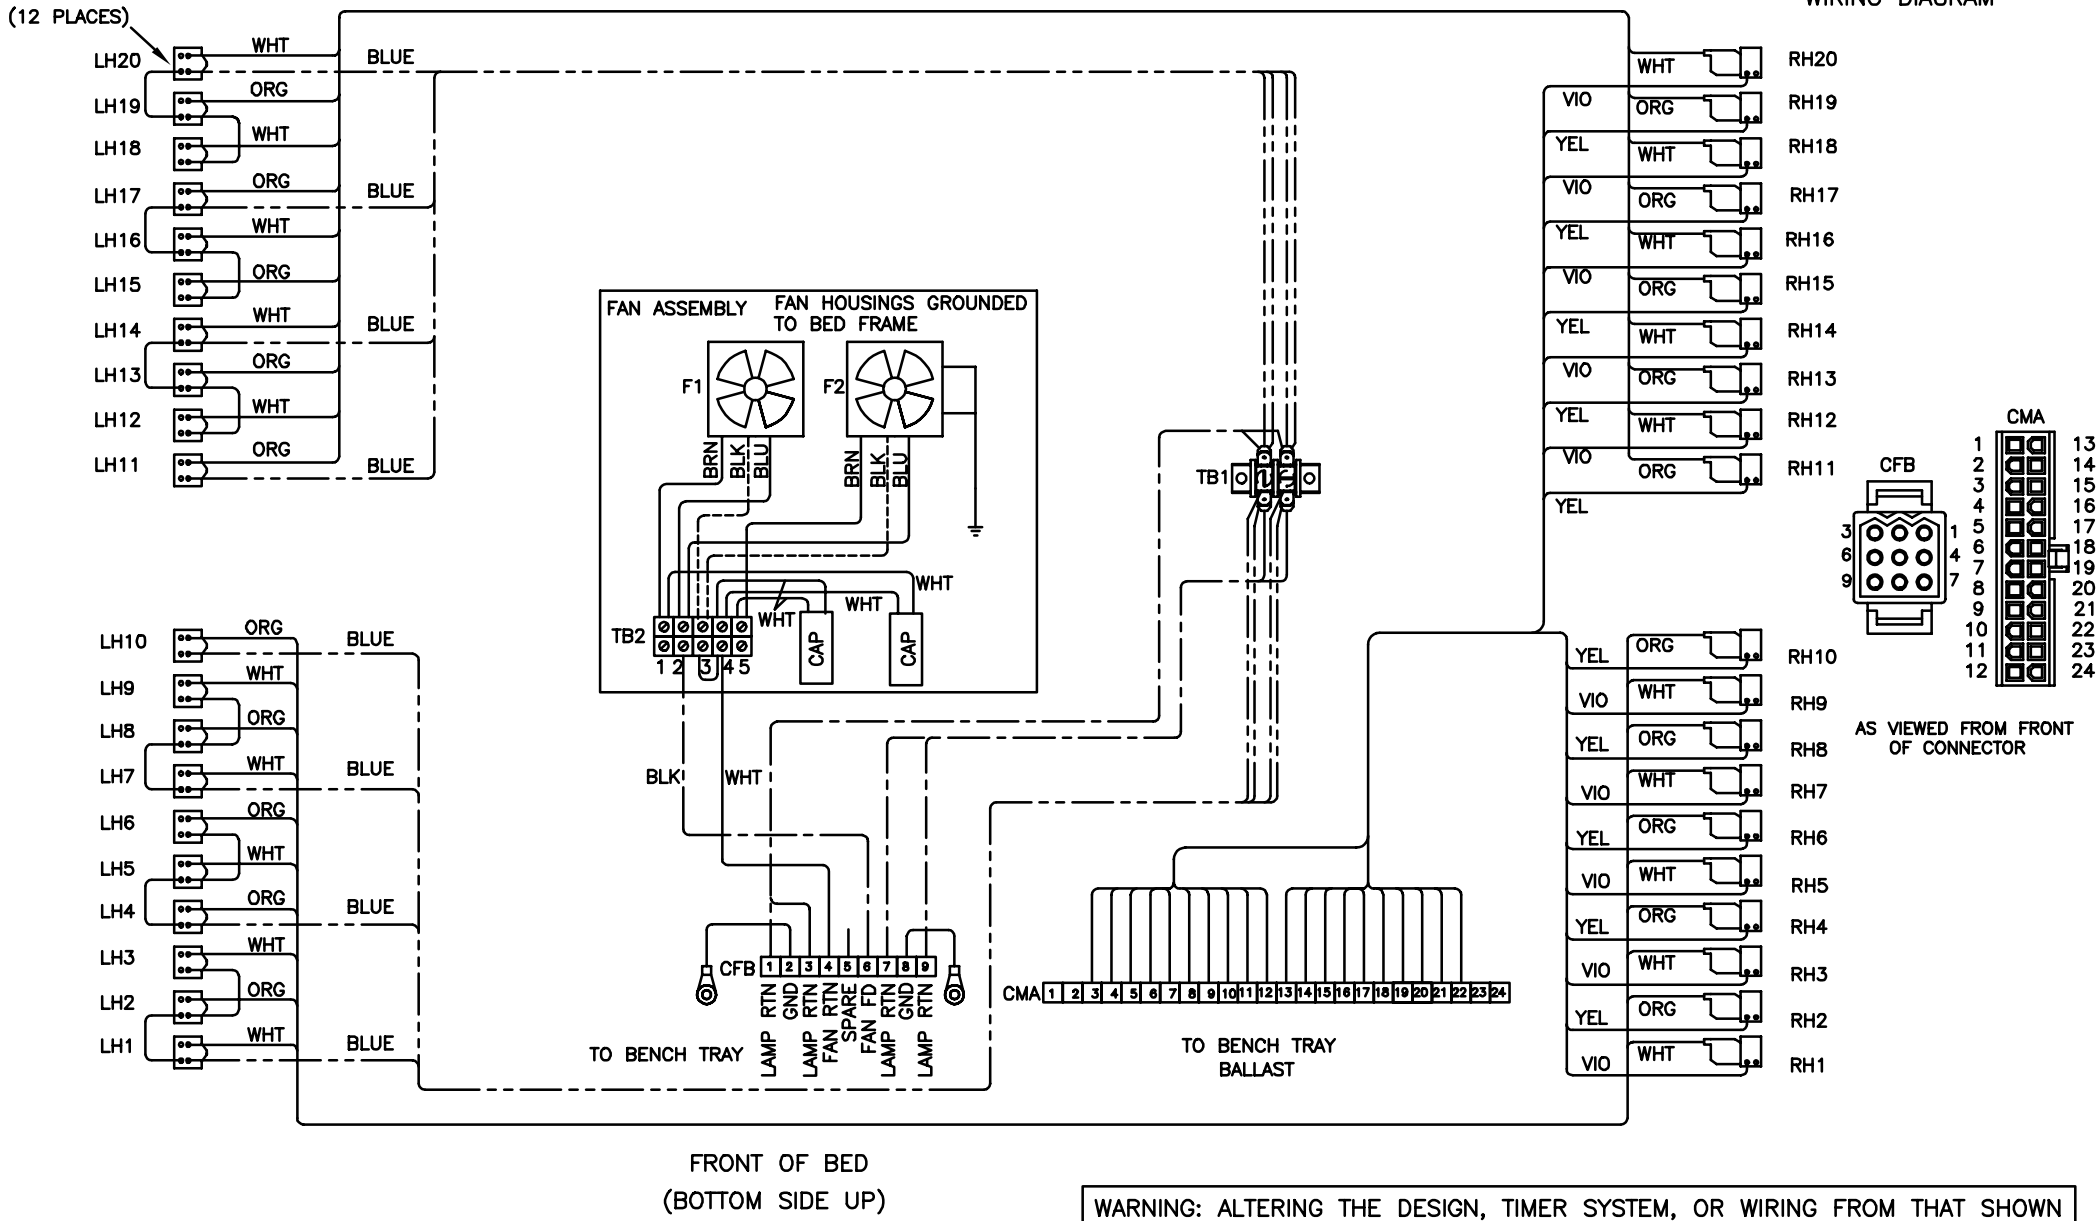 (12 PLACES)
WIRING DIAGRAM
LH20
WHT
BLUE
LH19
ORG
LH18
WHT
LH17
ORG
BLUE
LH16
WHT
LH15
ORG
LH14
WHT
BLUE
LH13
ORG
LH12
WHT
LH11
ORG
BLUE
LH10
ORG
BLUE
LH9
WHT
LH8
ORG
LH7
WHT
BLUE
LH6
ORG
LH5
WHT
LH4
ORG
BLUE
LH3
WHT
LH2
ORG
LH1
WHT
BLUE
FAN ASSEMBLY
FAN HOUSINGS GROUNDED
TO BED FRAME
F1
F2
BRN
BLK
BLU
BRN
BLK
BLU
WHT
WHT
WHT
TB2
1 2 3 4 5
CAP
CAP
BLK
WHT
TB1
CFB
1 2 3 4 5 6 7 8 9
LAMP RTN
GND
LAMP RTN
FAN RTN
SPARE
FAN FD
LAMP RTN
GND
LAMP RTN
TO BENCH TRAY
CMA
1 2 3 4 5 6 7 8 9 10 11 12 13 14 15 16 17 18 19 20 21 22 23 24
TO BENCH TRAY
BALLAST
WHT
RH20
VIO
ORG
RH19
YEL
WHT
RH18
VIO
ORG
RH17
YEL
WHT
RH16
VIO
ORG
RH15
YEL
WHT
RH14
VIO
ORG
RH13
YEL
WHT
RH12
VIO
ORG
RH11
YEL
YEL
ORG
RH10
VIO
WHT
RH9
YEL
ORG
RH8
VIO
WHT
RH7
YEL
ORG
RH6
VIO
WHT
RH5
YEL
ORG
RH4
VIO
WHT
RH3
YEL
ORG
RH2
VIO
WHT
RH1
CFB
3 1
6 4
9 7
CMA
1 13
2 14
3 15
4 16
5 17
6 18
7 19
8 20
9 21
10 22
11 23
12 24
AS VIEWED FROM FRONT
OF CONNECTOR
FRONT OF BED
(BOTTOM SIDE UP)
WARNING: ALTERING THE DESIGN, TIMER SYSTEM, OR WIRING FROM THAT SHOWN